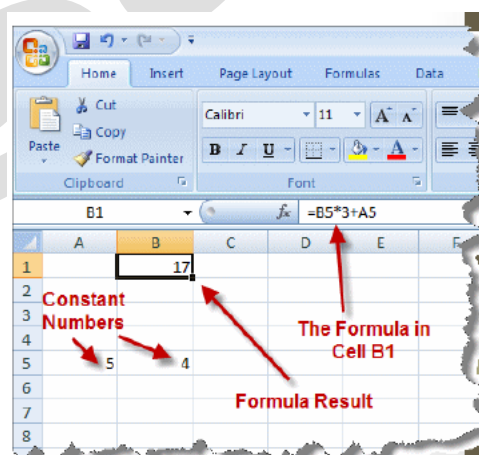 Home Insert Page Layout Formulas Data
Cut
Copy
Paste
Format Painter
Clipboard
Calibri 11 A A
B I U A
Font
B1 fx =B5*3+A5
A B C D E F
1 17
2
Constant
3
Numbers
4
The Formula in
Cell B1
5 5 4
6
Formula Result
7
8